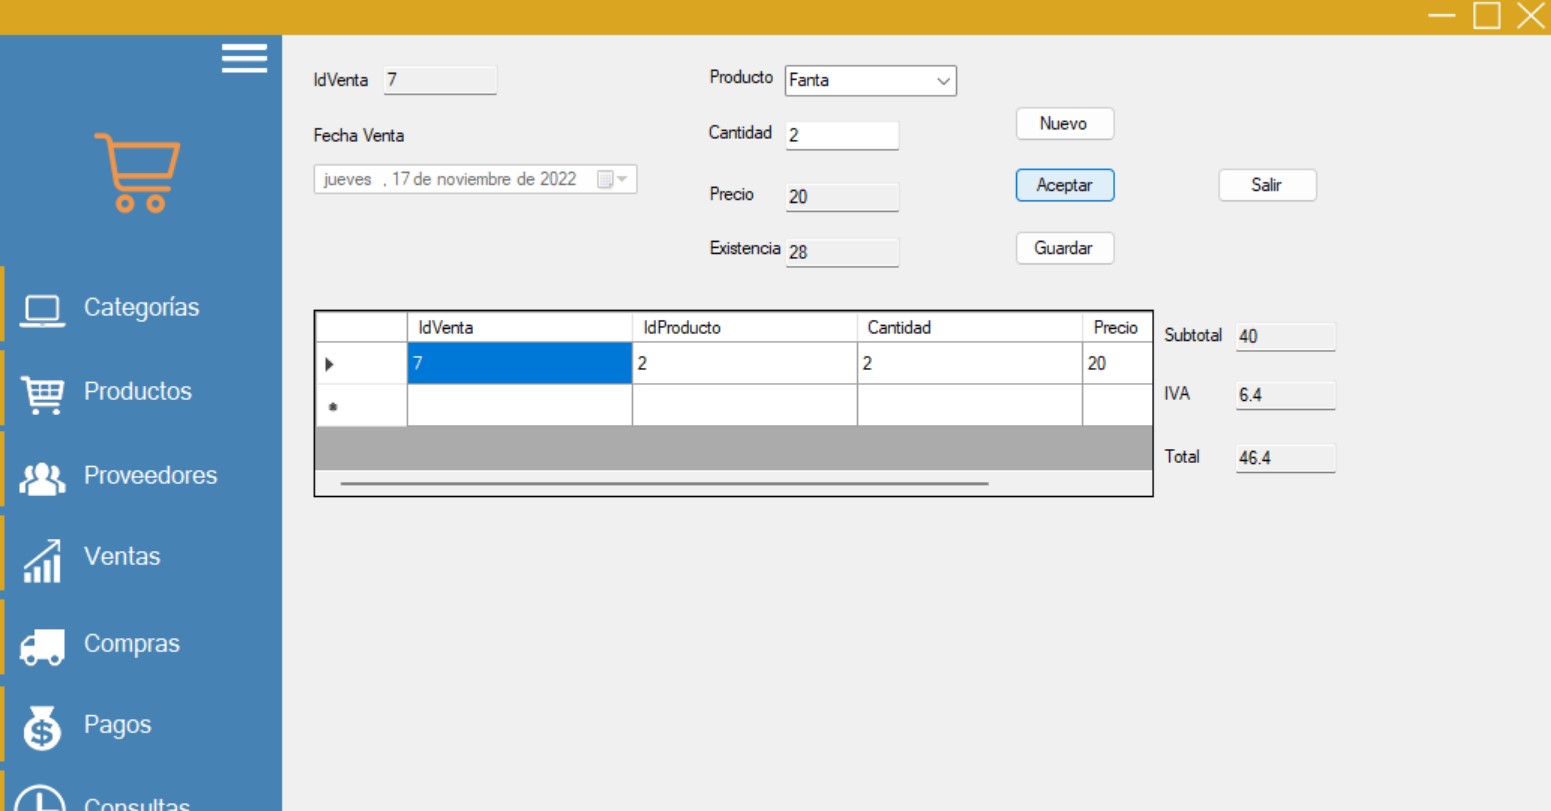 IdVenta 7
Fecha Venta
jueves , 17 de noviembre de 2022
Producto Fanta
Cantidad 2
Precio 20
Existencia 28
Nuevo
Aceptar
Guardar
Salir
Categorías
Productos
Proveedores
Ventas
Compras
Pagos
Consultas
IdVenta IdProducto Cantidad Precio
7 2 2 20
Subtotal 40
IVA 6.4
Total 46.4